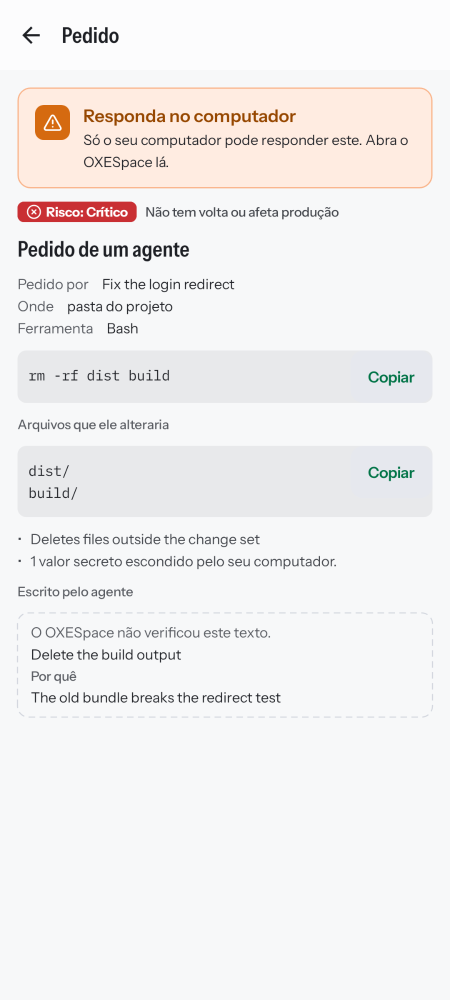 Pedido
Responda no computador
Só o seu computador pode responder este. Abra o
OXESpace lá.
Risco: Crítico Não tem volta ou afeta produção
Pedido de um agente
Pedido por Fix the login redirect
Onde pasta do projeto
Ferramenta Bash
rm -rf dist build Copiar
Arquivos que ele alteraria
dist/ Copiar
build/
• Deletes files outside the change set
• 1 valor secreto escondido pelo seu computador.
Escrito pelo agente
O OXESpace não verificou este texto.
Delete the build output
Por quê
The old bundle breaks the redirect test